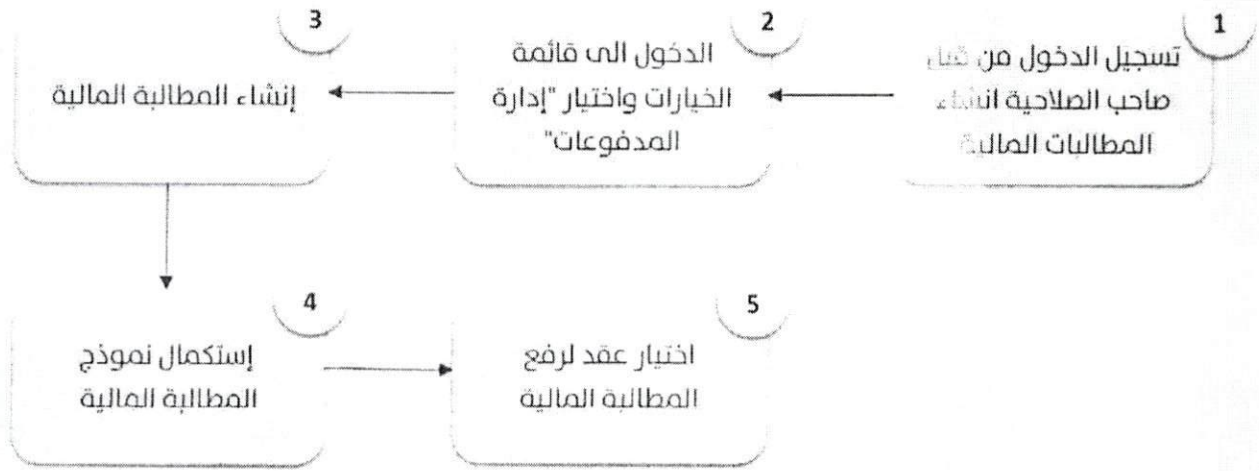 1
تسجيل الدخول من قبل
صاحب الصلاحية انشاء
المطالبات المالية
2
الدخول الى قائمة
الخيارات واختيار "إدارة
المدفوعات"
3
إنشاء المطالبة المالية
4
إستكمال نموذج
المطالبة المالية
5
اختيار عقد لرفع
المطالبة المالية